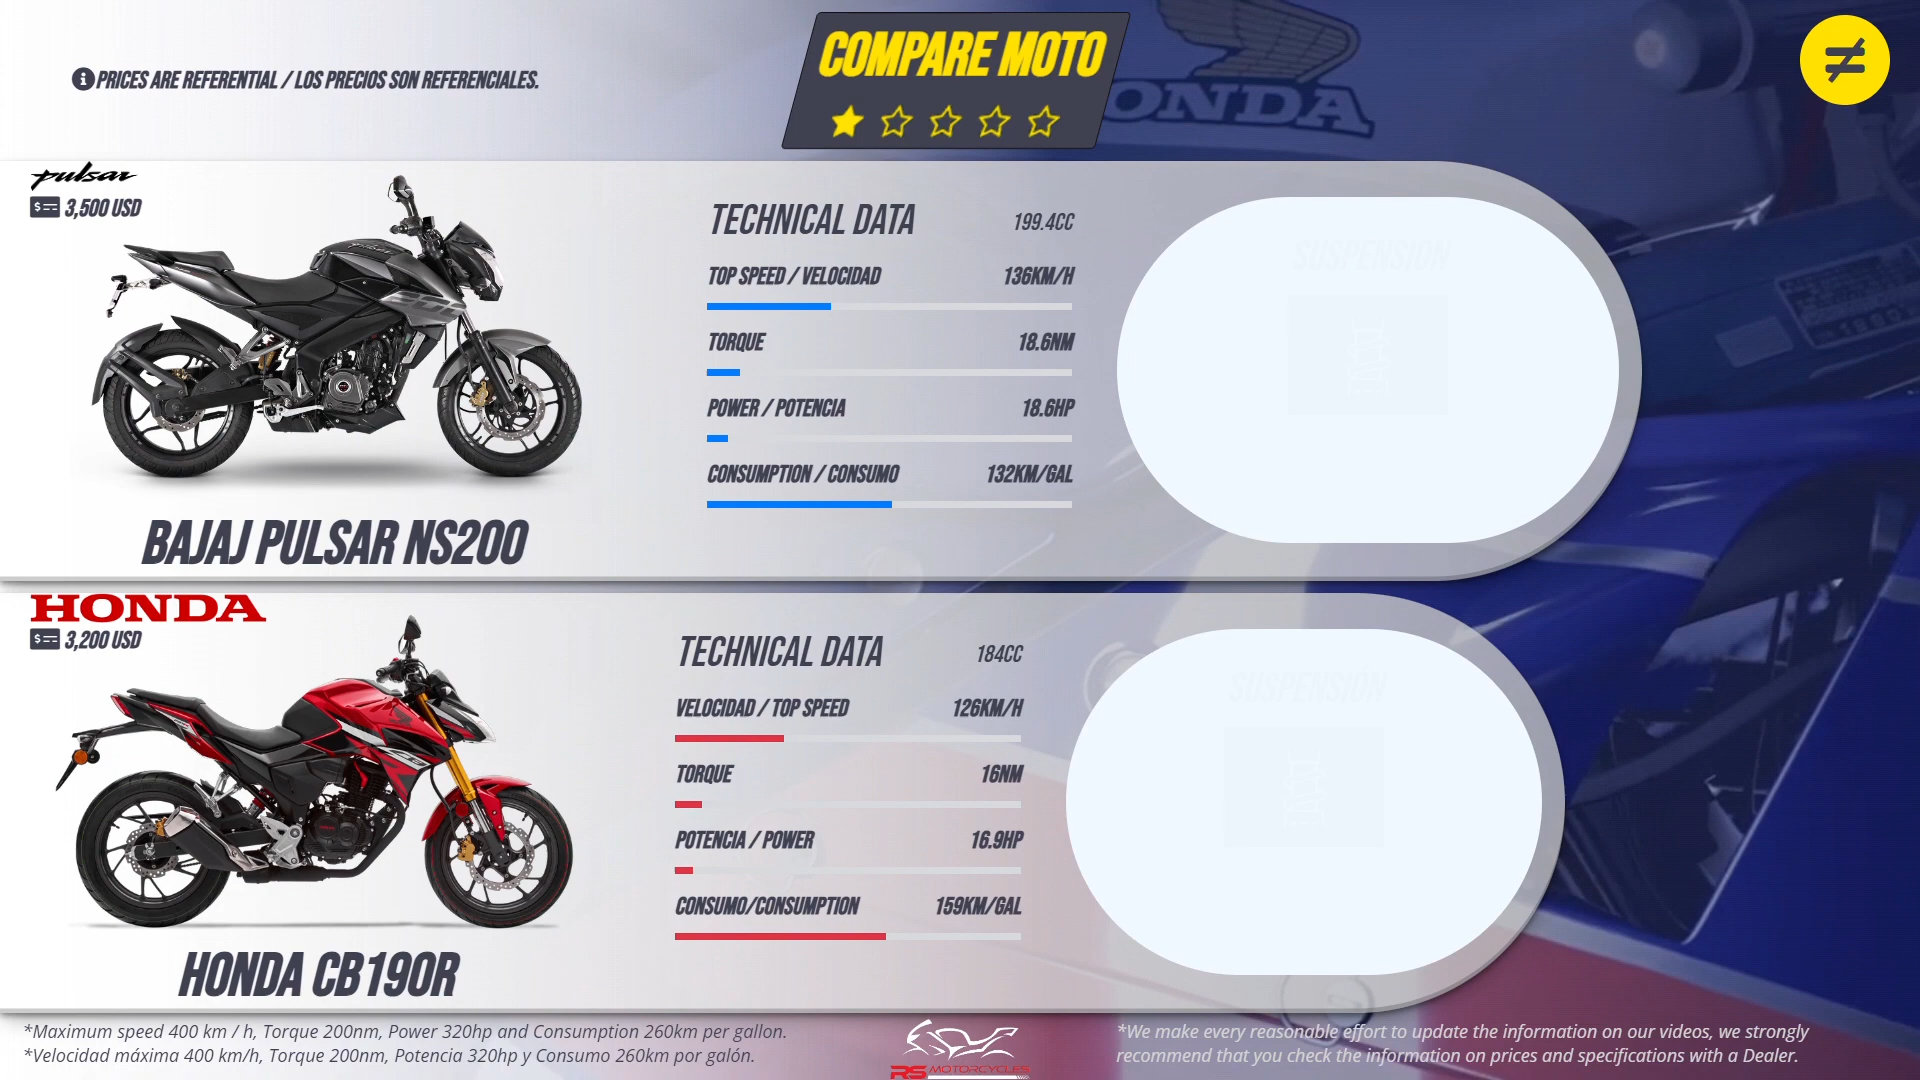 COMPARE MOTO
PRICES ARE REFERENTIAL / LOS PRECIOS SON REFERENCIALES.
HONDA
pulsar
3,500 USD
TECHNICAL DATA 199.4CC
TOP SPEED / VELOCIDAD 136KM/H
TORQUE 18.6NM
POWER / POTENCIA 18.6HP
CONSUMPTION / CONSUMO 132KM/GAL
SUSPENSIÓN
BAJAJ PULSAR NS200
HONDA
3,200 USD
TECHNICAL DATA 184CC
VELOCIDAD / TOP SPEED 126KM/H
TORQUE 16NM
POTENCIA / POWER 16.9HP
CONSUMO/CONSUMPTION 159KM/GAL
SUSPENSIÓN
HONDA CB190R
*Maximum speed 400 km / h, Torque 200nm, Power 320hp and Consumption 260km per gallon.
*Velocidad máxima 400 km/h, Torque 200nm, Potencia 320hp y Consumo 260km por galón.
RS MOTORCYCLES
*We make every reasonable effort to update the information on our videos, we strongly
recommend that you check the information on prices and specifications with a Dealer.